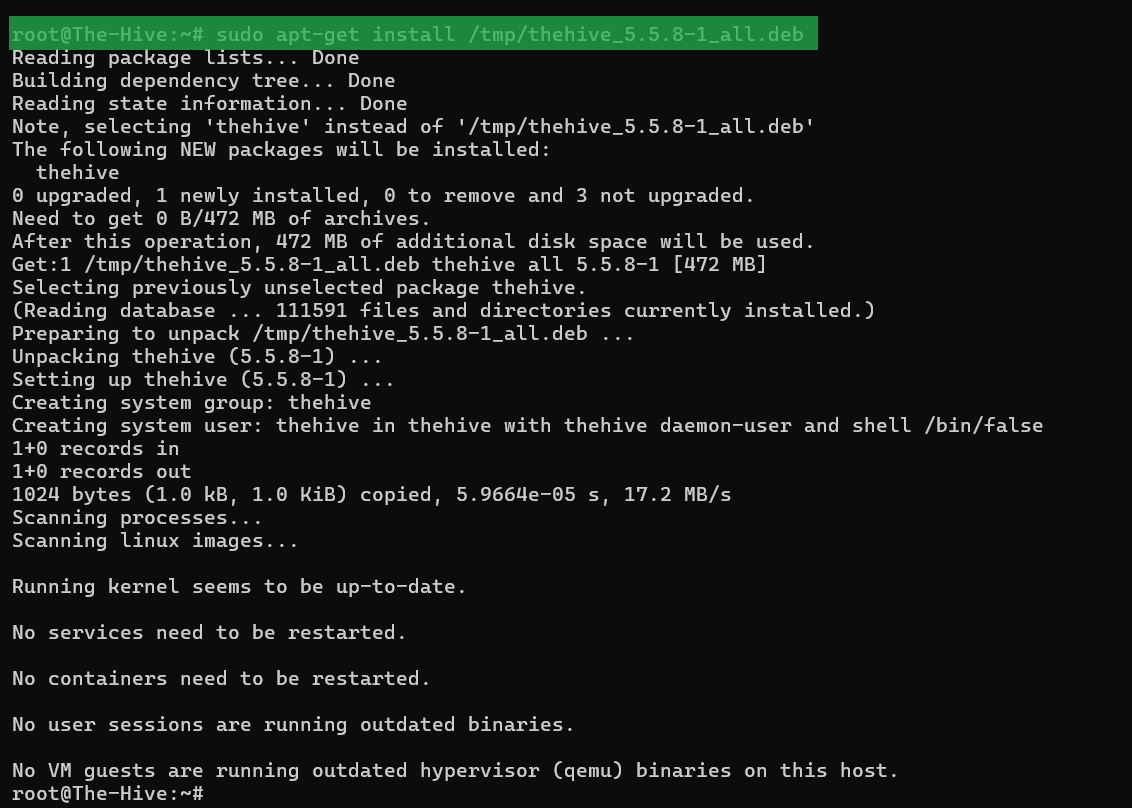 root@The-Hive:~# sudo apt-get install /tmp/thehive_5.5.8-1_all.deb
Reading package lists... Done
Building dependency tree... Done
Reading state information... Done
Note, selecting 'thehive' instead of '/tmp/thehive_5.5.8-1_all.deb'
The following NEW packages will be installed:
  thehive
0 upgraded, 1 newly installed, 0 to remove and 3 not upgraded.
Need to get 0 B/472 MB of archives.
After this operation, 472 MB of additional disk space will be used.
Get:1 /tmp/thehive_5.5.8-1_all.deb thehive all 5.5.8-1 [472 MB]
Selecting previously unselected package thehive.
(Reading database ... 111591 files and directories currently installed.)
Preparing to unpack /tmp/thehive_5.5.8-1_all.deb ...
Unpacking thehive (5.5.8-1) ...
Setting up thehive (5.5.8-1) ...
Creating system group: thehive
Creating system user: thehive in thehive with thehive daemon-user and shell /bin/false
1+0 records in
1+0 records out
1024 bytes (1.0 kB, 1.0 KiB) copied, 5.9664e-05 s, 17.2 MB/s
Scanning processes...
Scanning linux images...

Running kernel seems to be up-to-date.

No services need to be restarted.

No containers need to be restarted.

No user sessions are running outdated binaries.

No VM guests are running outdated hypervisor (qemu) binaries on this host.
root@The-Hive:~#